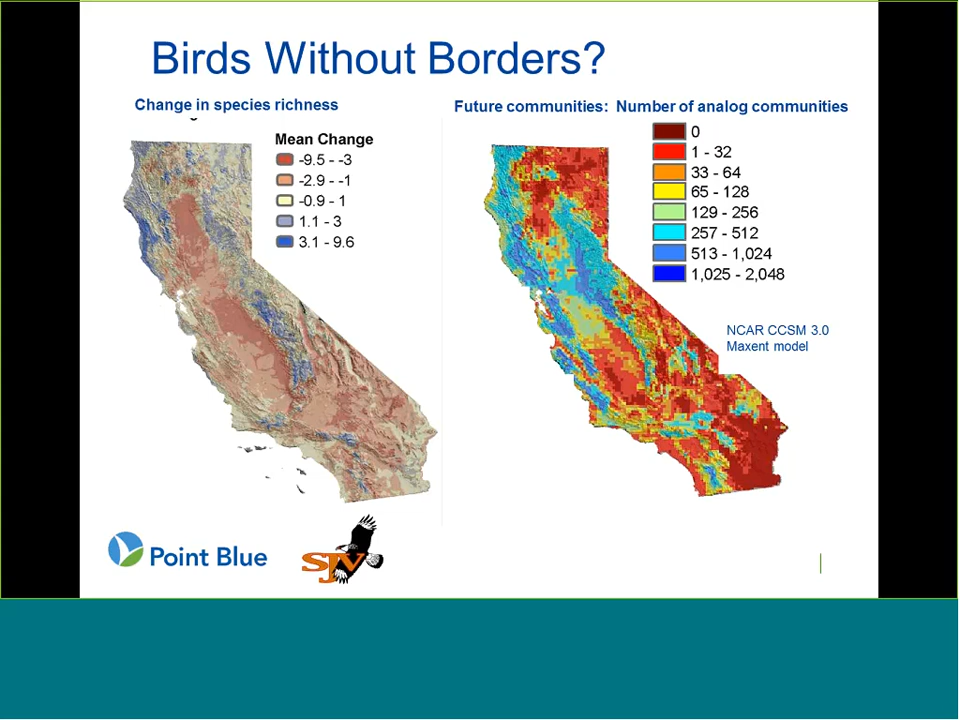 Birds Without Borders?
Change in species richness
Mean Change
-9.5 - -3
-2.9 - -1
-0.9 - 1
1.1 - 3
3.1 - 9.6
Future communities: Number of analog communities
0
1 - 32
33 - 64
65 - 128
129 - 256
257 - 512
513 - 1,024
1,025 - 2,048
NCAR CCSM 3.0
Maxent model
Point Blue
SJV